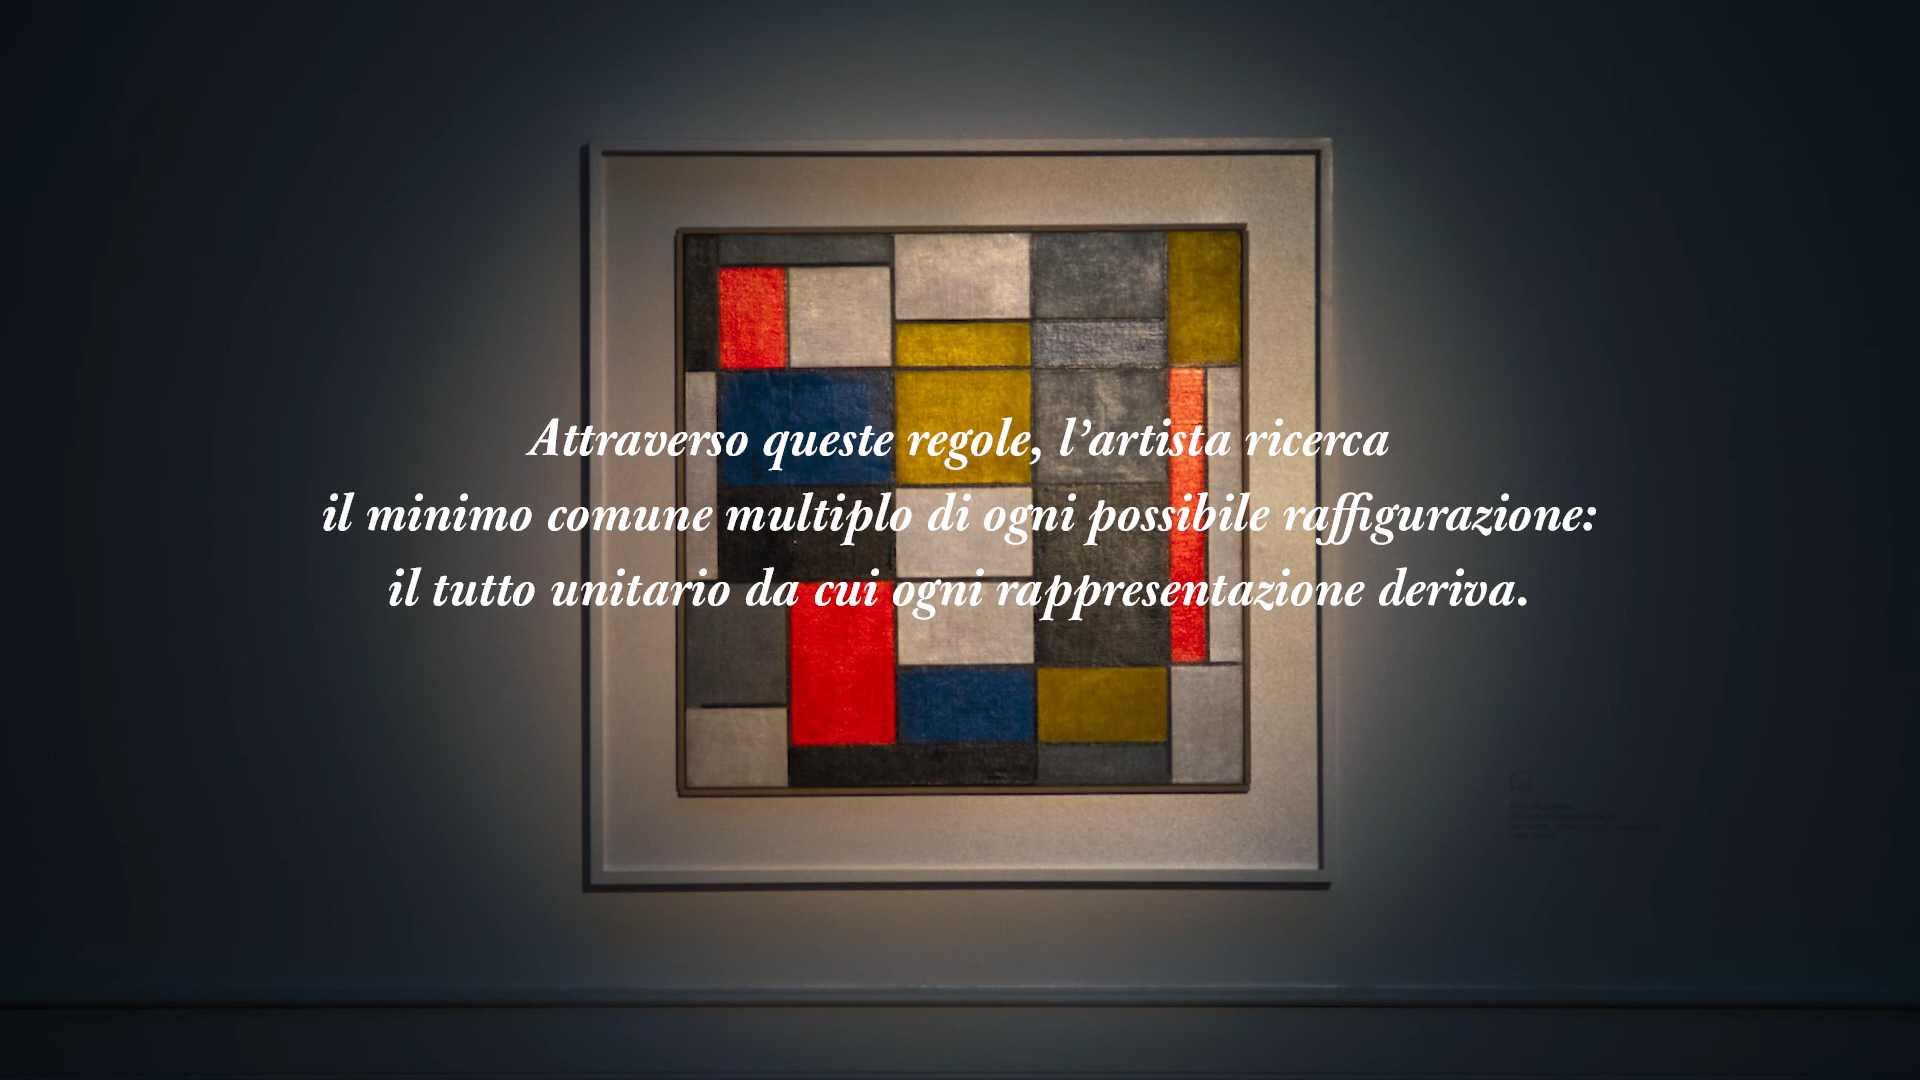 Attraverso queste regole, l’artista ricerca
il minimo comune multiplo di ogni possibile raffigurazione:
il tutto unitario da cui ogni rappresentazione deriva.